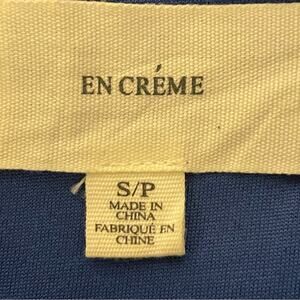 EN CRÉME
S/P
MADE IN
CHINA
FABRIQUÉ EN
CHINE